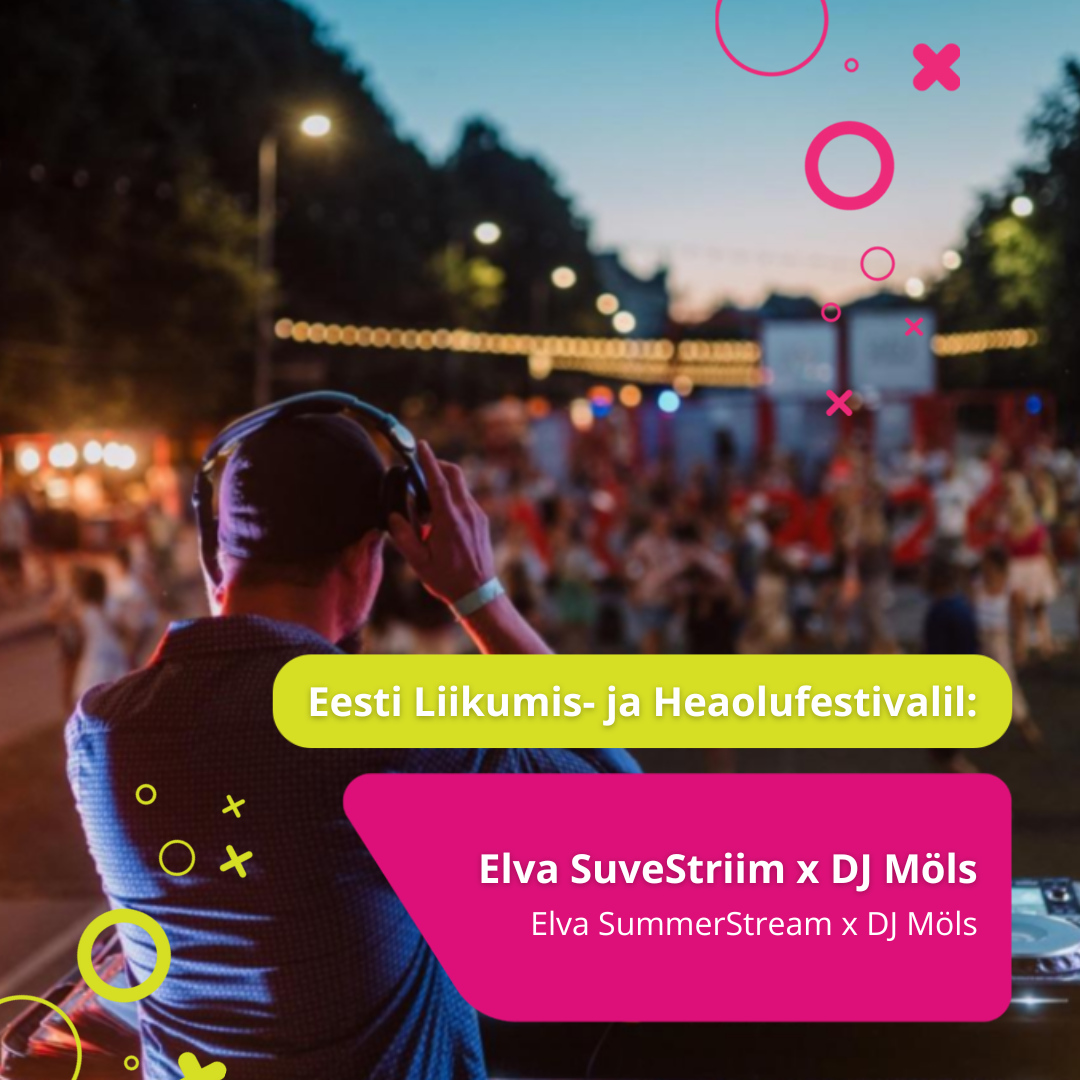 Eesti Liikumis- ja Heaolufestivalil:
Elva SuveStriim x DJ Möls
Elva SummerStream x DJ Möls